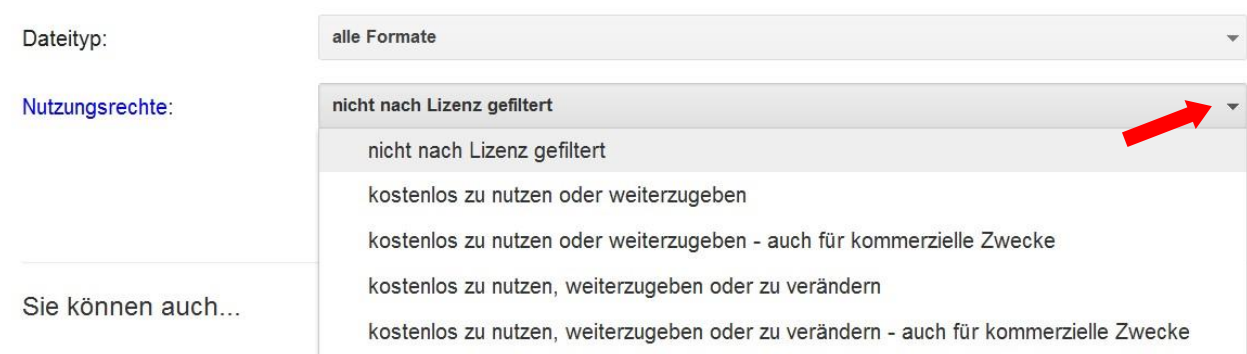 Dateityp: alle Formate
Nutzungsrechte: nicht nach Lizenz gefiltert
nicht nach Lizenz gefiltert
kostenlos zu nutzen oder weiterzugeben
kostenlos zu nutzen oder weiterzugeben - auch für kommerzielle Zwecke
kostenlos zu nutzen, weiterzugeben oder zu verändern
Sie können auch...
kostenlos zu nutzen, weiterzugeben oder zu verändern - auch für kommerzielle Zwecke